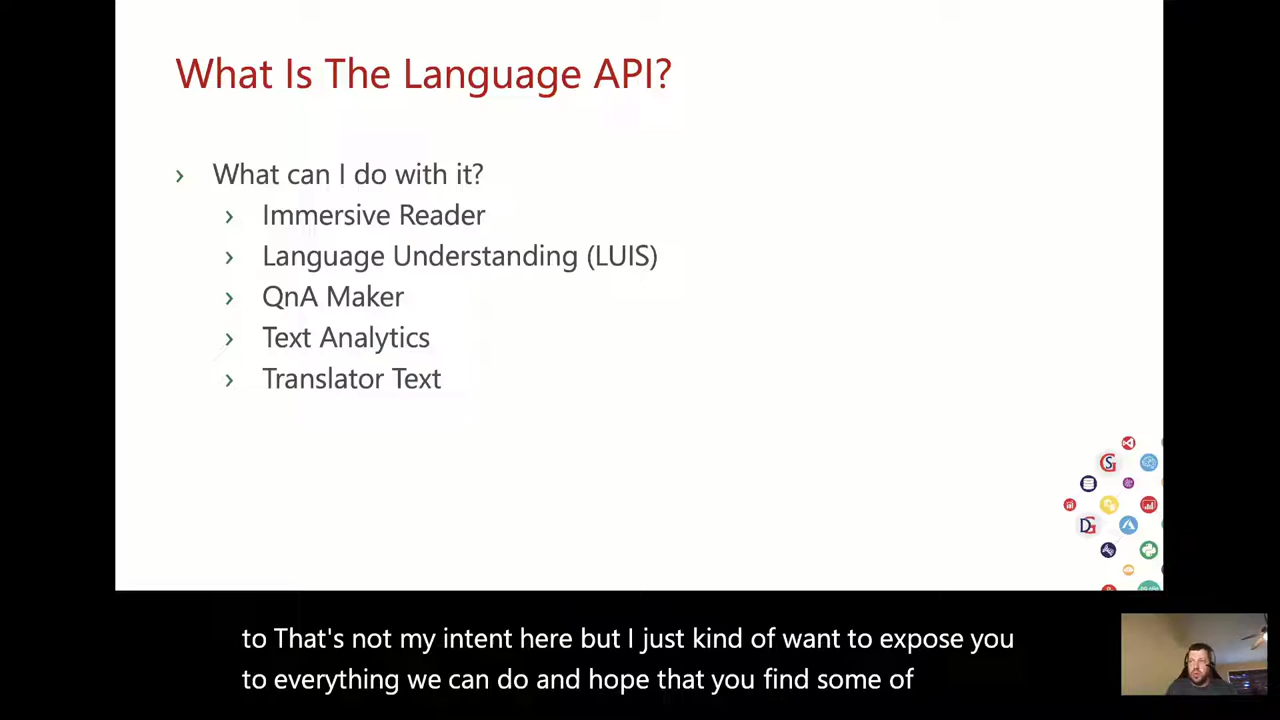 What Is The Language API?
› What can I do with it?
› Immersive Reader
› Language Understanding (LUIS)
› QnA Maker
› Text Analytics
› Translator Text
to That's not my intent here but I just kind of want to expose you
to everything we can do and hope that you find some of